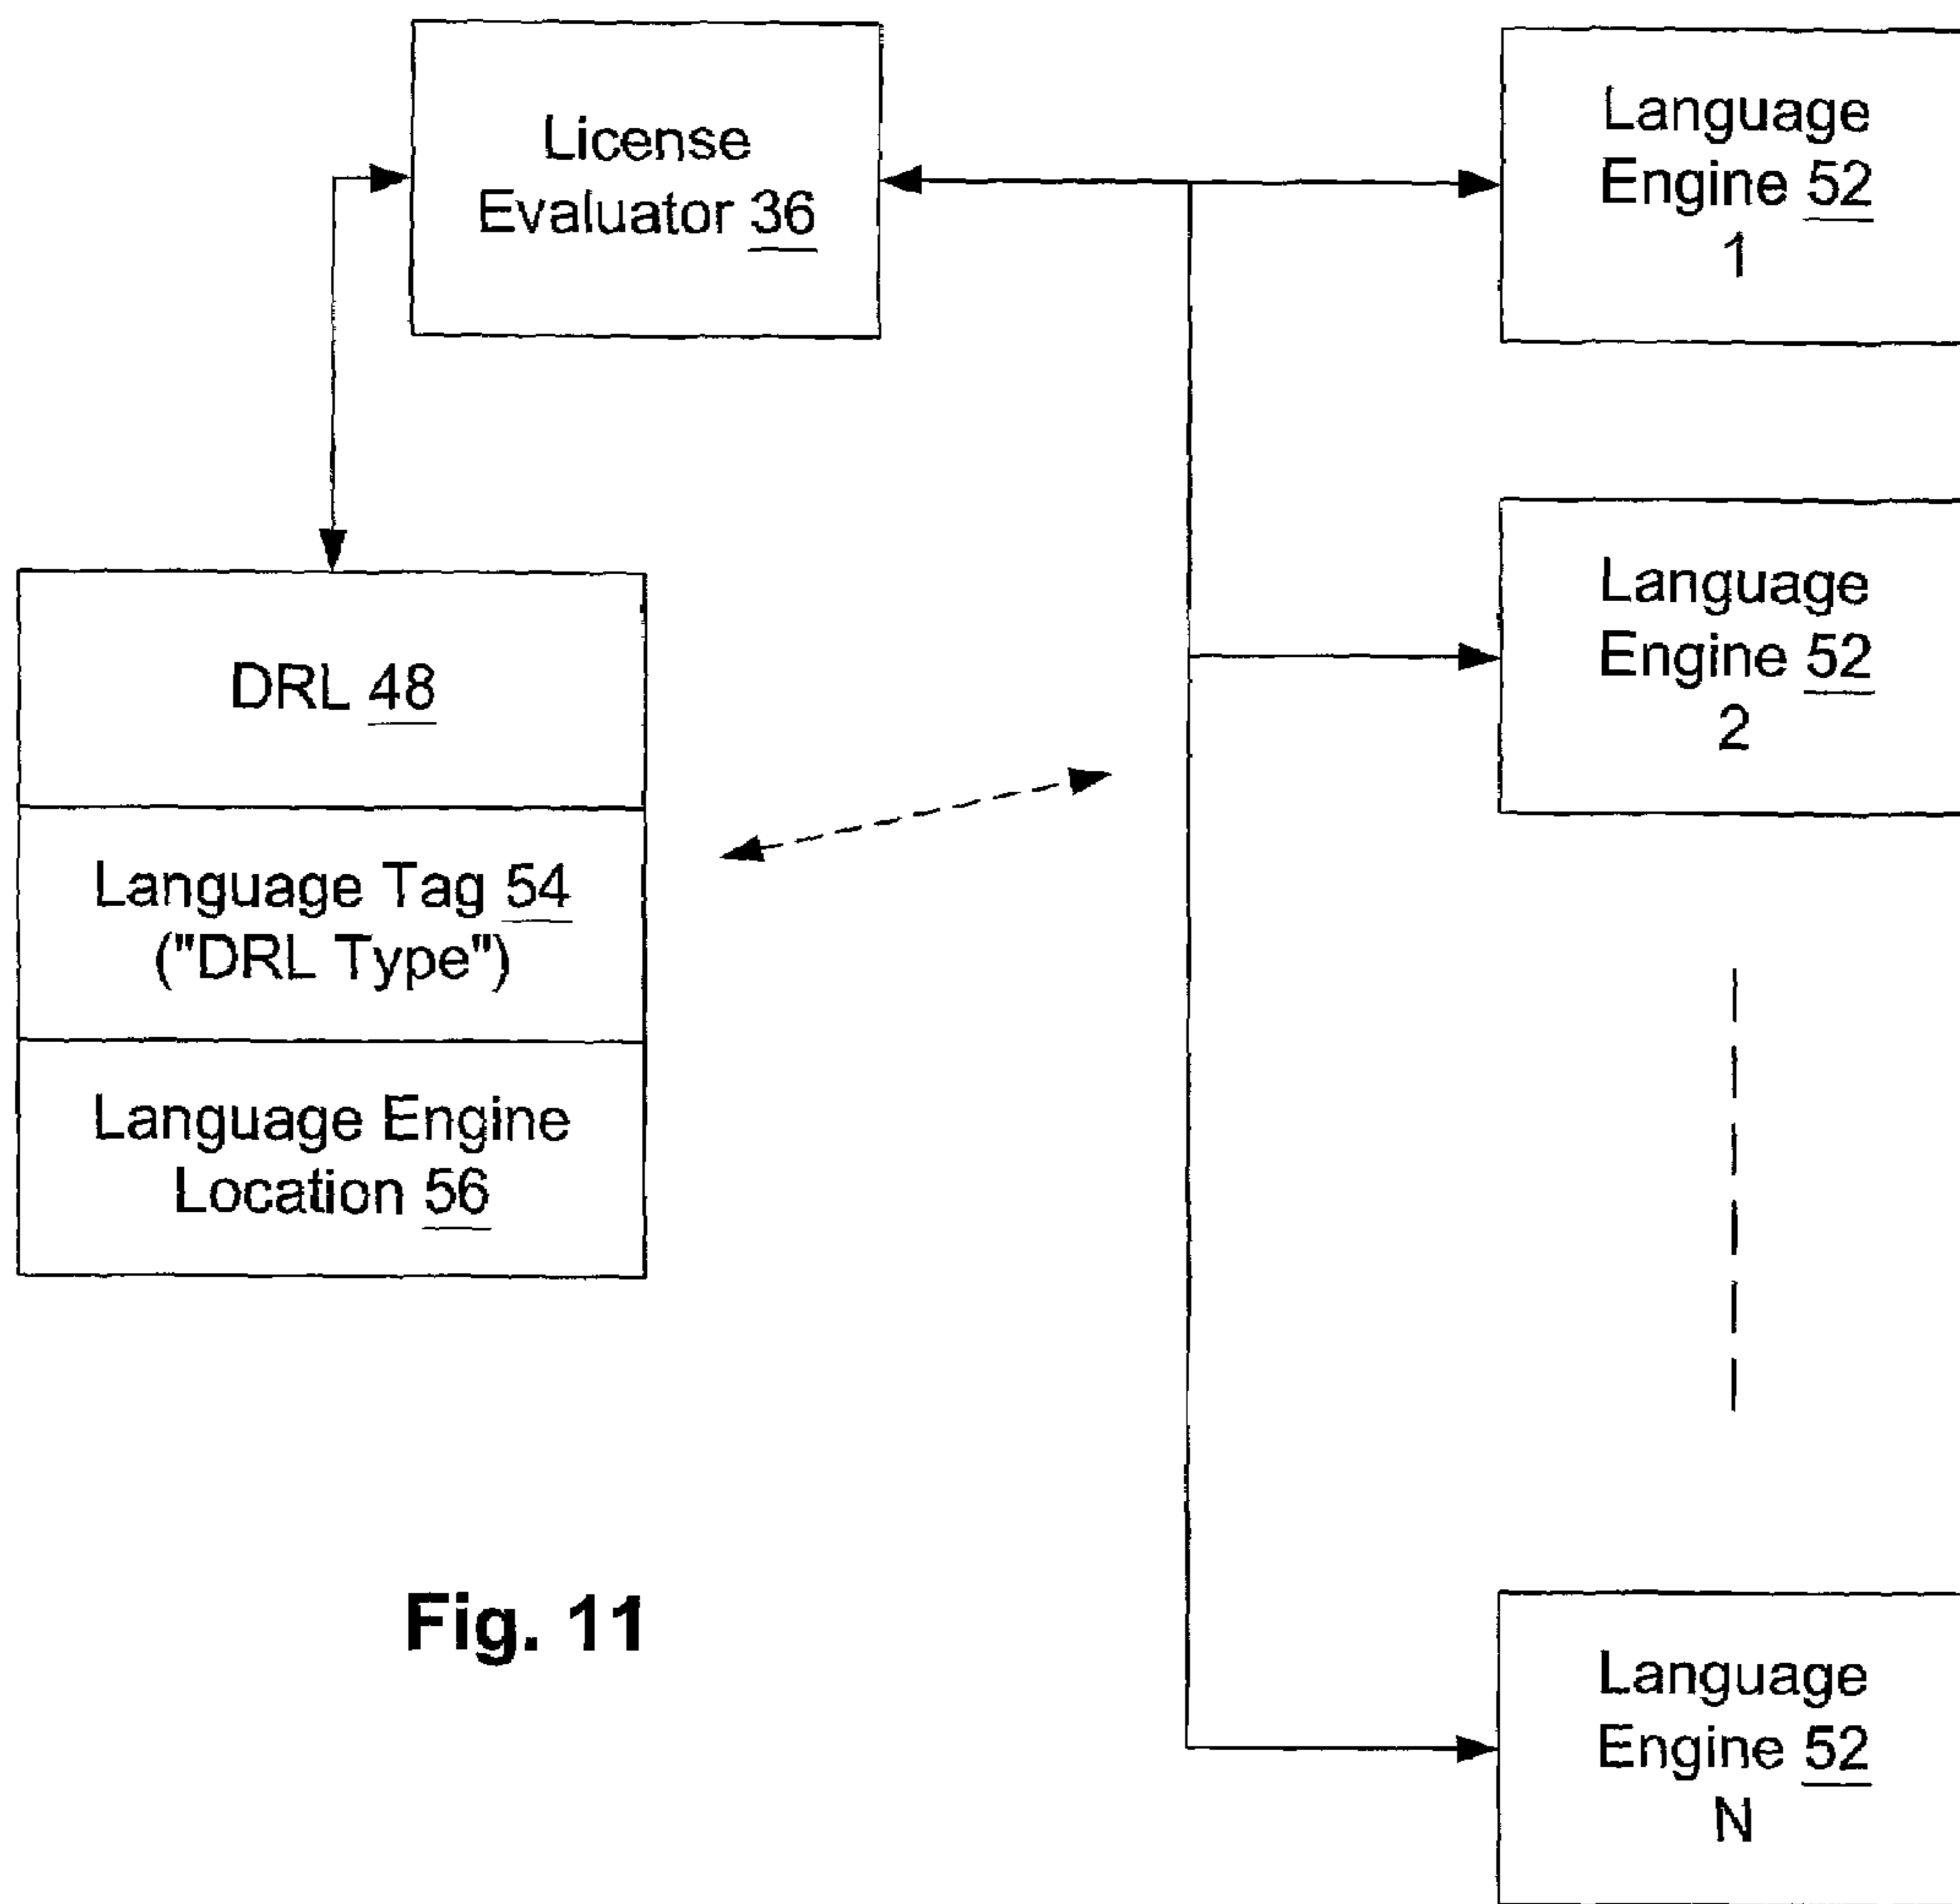 License
Evaluator 36
Language
Engine 52
1
Language
Engine 52
2
DRL 48
Language Tag 54
("DRL Type")
Language Engine
Location 56
Fig. 11
Language
Engine 52
N